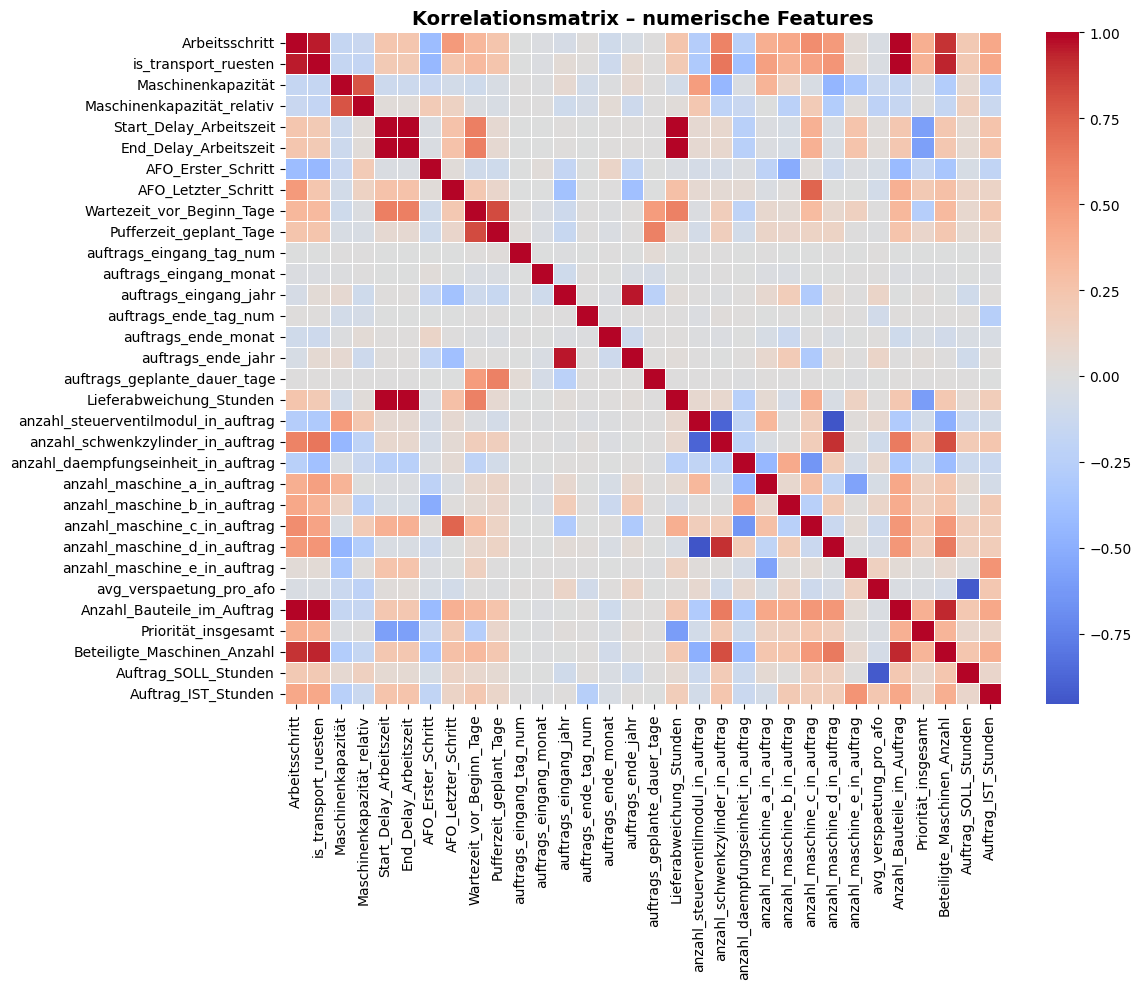 Korrelationsmatrix – numerische Features
Arbeitsschritt
is_transport_ruesten
Maschinenkapazität
Maschinenkapazität_relativ
Start_Delay_Arbeitszeit
End_Delay_Arbeitszeit
AFO_Erster_Schritt
AFO_Letzter_Schritt
Wartezeit_vor_Beginn_Tage
Pufferzeit_geplant_Tage
auftrags_eingang_tag_num
auftrags_eingang_monat
auftrags_eingang_jahr
auftrags_ende_tag_num
auftrags_ende_monat
auftrags_ende_jahr
auftrags_geplante_dauer_tage
Lieferabweichung_Stunden
anzahl_steuerventilmodul_in_auftrag
anzahl_schwenkzylinder_in_auftrag
anzahl_daempfungseinheit_in_auftrag
anzahl_maschine_a_in_auftrag
anzahl_maschine_b_in_auftrag
anzahl_maschine_c_in_auftrag
anzahl_maschine_d_in_auftrag
anzahl_maschine_e_in_auftrag
avg_verspaetung_pro_afo
Anzahl_Bauteile_im_Auftrag
Priorität_insgesamt
Beteiligte_Maschinen_Anzahl
Auftrag_SOLL_Stunden
Auftrag_IST_Stunden
Arbeitsschritt
is_transport_ruesten
Maschinenkapazität
Maschinenkapazität_relativ
Start_Delay_Arbeitszeit
End_Delay_Arbeitszeit
AFO_Erster_Schritt
AFO_Letzter_Schritt
Wartezeit_vor_Beginn_Tage
Pufferzeit_geplant_Tage
auftrags_eingang_tag_num
auftrags_eingang_monat
auftrags_eingang_jahr
auftrags_ende_tag_num
auftrags_ende_monat
auftrags_ende_jahr
auftrags_geplante_dauer_tage
Lieferabweichung_Stunden
anzahl_steuerventilmodul_in_auftrag
anzahl_schwenkzylinder_in_auftrag
anzahl_daempfungseinheit_in_auftrag
anzahl_maschine_a_in_auftrag
anzahl_maschine_b_in_auftrag
anzahl_maschine_c_in_auftrag
anzahl_maschine_d_in_auftrag
anzahl_maschine_e_in_auftrag
avg_verspaetung_pro_afo
Anzahl_Bauteile_im_Auftrag
Priorität_insgesamt
Beteiligte_Maschinen_Anzahl
Auftrag_SOLL_Stunden
Auftrag_IST_Stunden
1.00
0.75
0.50
0.25
0.00
−0.25
−0.50
−0.75